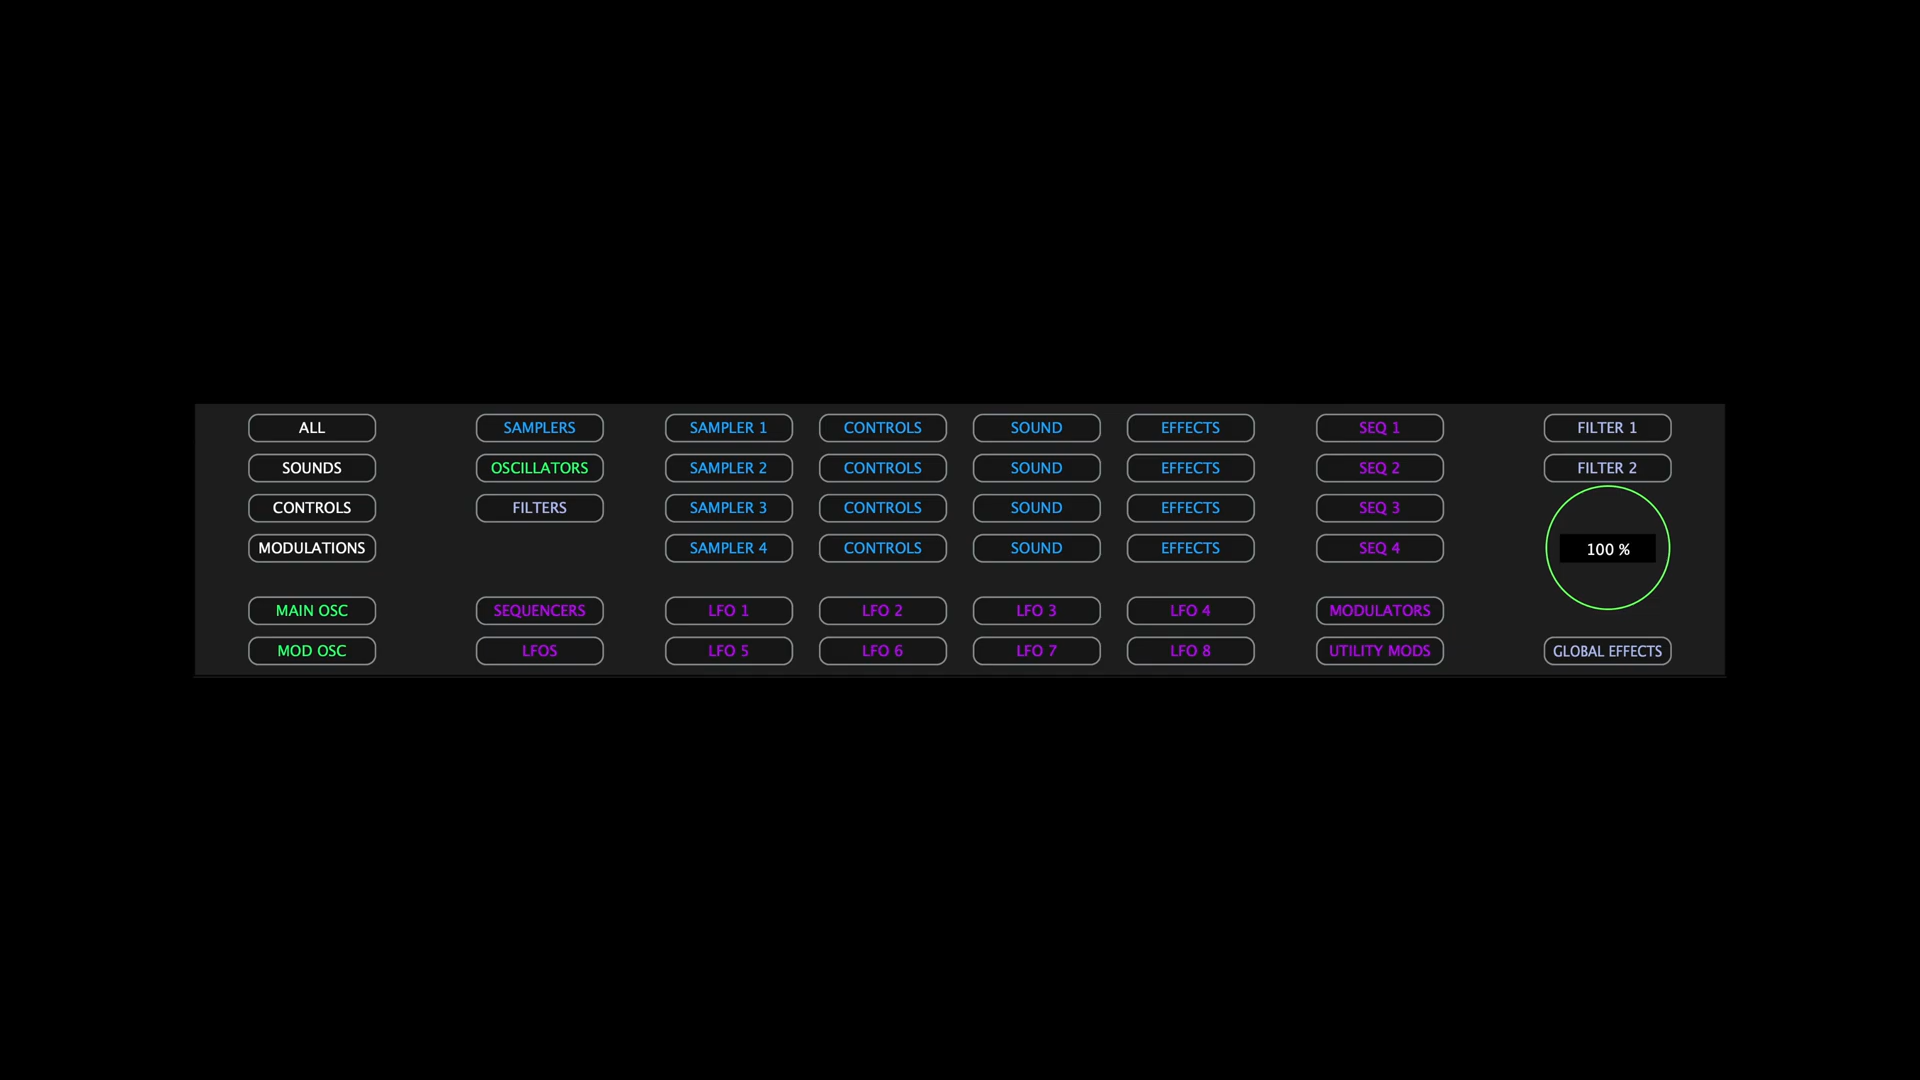 ALL SAMPLERS SAMPLER 1 CONTROLS SOUND EFFECTS SEQ 1 FILTER 1
SOUNDS OSCILLATORS SAMPLER 2 CONTROLS SOUND EFFECTS SEQ 2 FILTER 2
CONTROLS FILTERS SAMPLER 3 CONTROLS SOUND EFFECTS SEQ 3
MODULATIONS SAMPLER 4 CONTROLS SOUND EFFECTS SEQ 4 100 %
MAIN OSC SEQUENCERS LFO 1 LFO 2 LFO 3 LFO 4 MODULATORS
MOD OSC LFOS LFO 5 LFO 6 LFO 7 LFO 8 UTILITY MODS GLOBAL EFFECTS